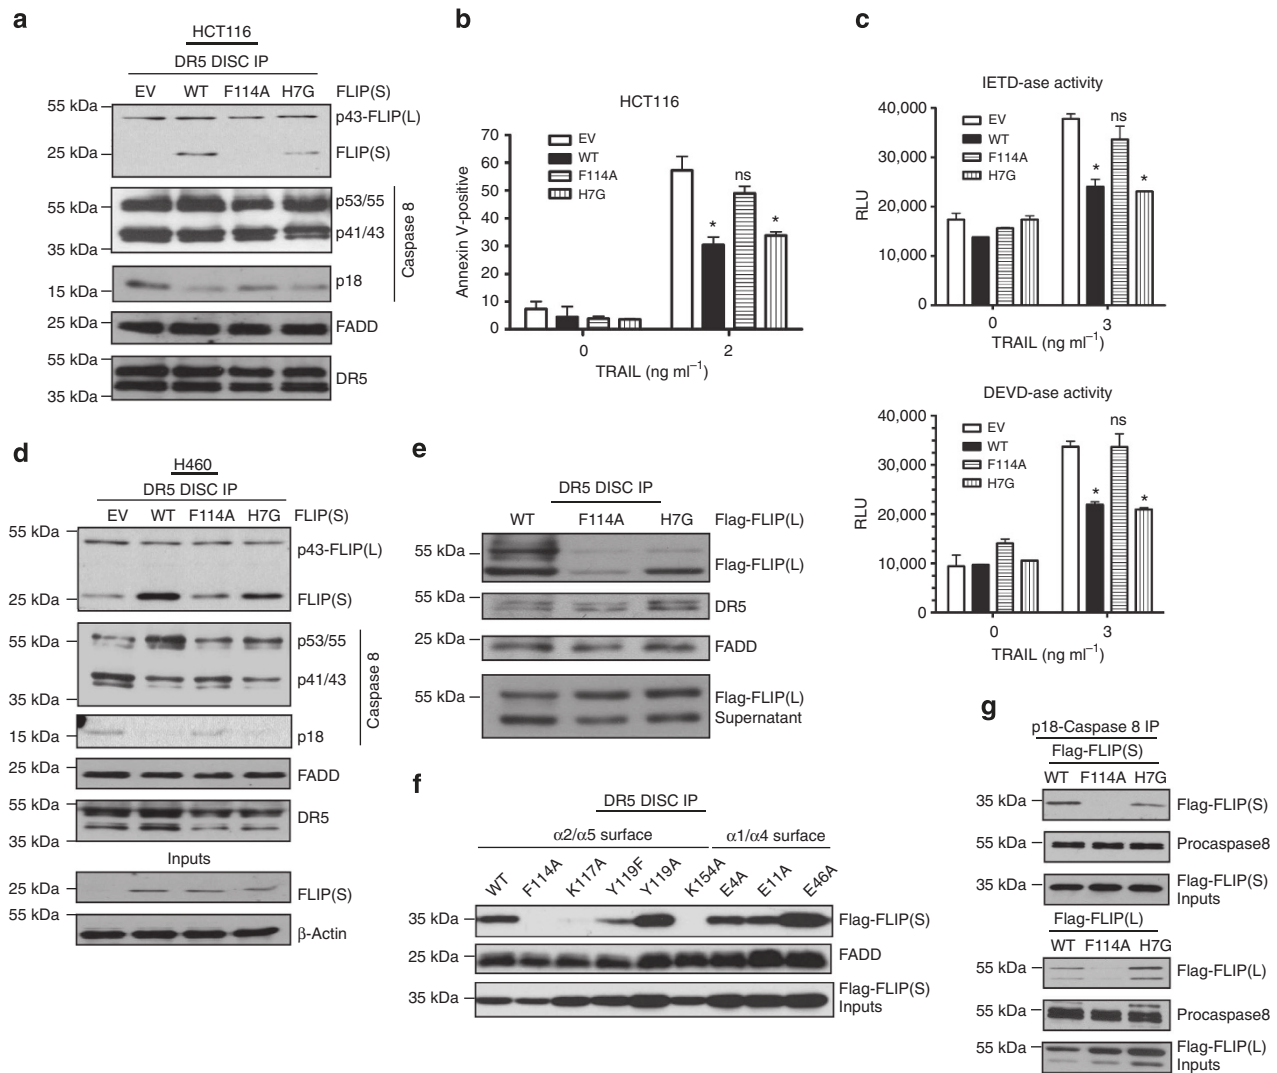 a
HCT116
DR5 DISC IP
EV WT F114A H7G FLIP(S)
55 kDa
p43-FLIP(L)
25 kDa
FLIP(S)
55 kDa
p53/55
p41/43
35 kDa
Caspase 8
15 kDa
p18
25 kDa
FADD
55 kDa
DR5
35 kDa
b
HCT116
EV
WT
F114A
H7G
Annexin V-positive
70
60
50
40
30
20
10
0
* ns *
0 2
TRAIL (ng ml⁻¹)
c
IETD-ase activity
EV
WT
F114A
H7G
RLU
40,000
30,000
20,000
10,000
0
* ns *
0 3
TRAIL (ng ml⁻¹)
DEVD-ase activity
EV
WT
F114A
H7G
RLU
40,000
30,000
20,000
10,000
0
* ns *
0 3
TRAIL (ng ml⁻¹)
d
H460
DR5 DISC IP
EV WT F114A H7G FLIP(S)
55 kDa
p43-FLIP(L)
25 kDa
FLIP(S)
55 kDa
p53/55
p41/43
35 kDa
Caspase 8
15 kDa
p18
25 kDa
FADD
55 kDa
DR5
35 kDa
Inputs
25 kDa
FLIP(S)
55 kDa
β-Actin
e
DR5 DISC IP
WT F114A H7G Flag-FLIP(L)
55 kDa
Flag-FLIP(L)
55 kDa
DR5
25 kDa
FADD
55 kDa
Flag-FLIP(L)
Supernatant
f
DR5 DISC IP
α2/α5 surface α1/α4 surface
WT F114A K117A Y119F Y119A K154A E4A E11A E46A
35 kDa
Flag-FLIP(S)
25 kDa
FADD
35 kDa
Flag-FLIP(S)
Inputs
g
p18-Caspase 8 IP
Flag-FLIP(S)
WT F114A H7G
35 kDa
Flag-FLIP(S)
55 kDa
Procaspase8
35 kDa
Flag-FLIP(S)
Inputs
Flag-FLIP(L)
WT F114A H7G
55 kDa
Flag-FLIP(L)
55 kDa
Procaspase8
55 kDa
Flag-FLIP(L)
Inputs